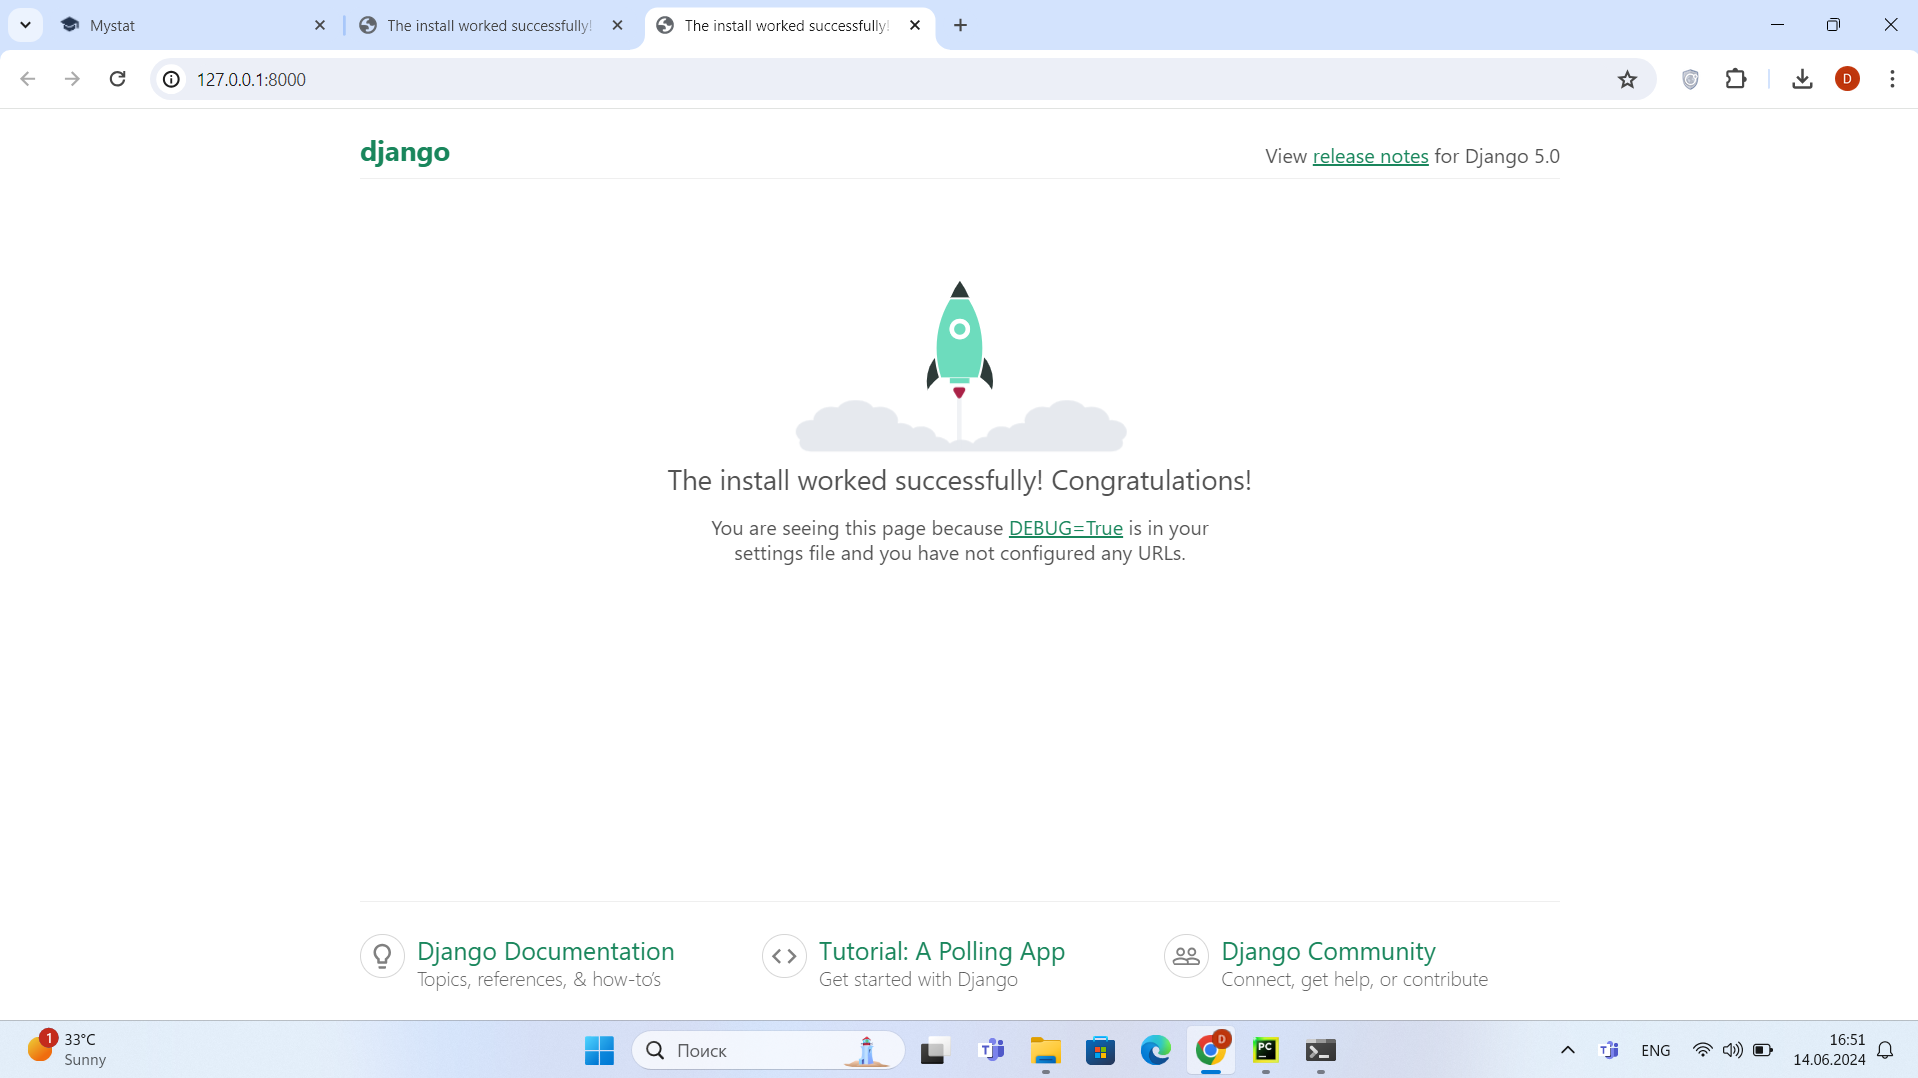 Mystat
The install worked successfully!
The install worked successfully!
127.0.0.1:8000
D
django
View release notes for Django 5.0
The install worked successfully! Congratulations!
You are seeing this page because DEBUG=True is in your
settings file and you have not configured any URLs.
Django Documentation
Topics, references, & how-to's
Tutorial: A Polling App
Get started with Django
Django Community
Connect, get help, or contribute
1
33°C
Sunny
Поиск
D
PC
ENG
16:51
14.06.2024